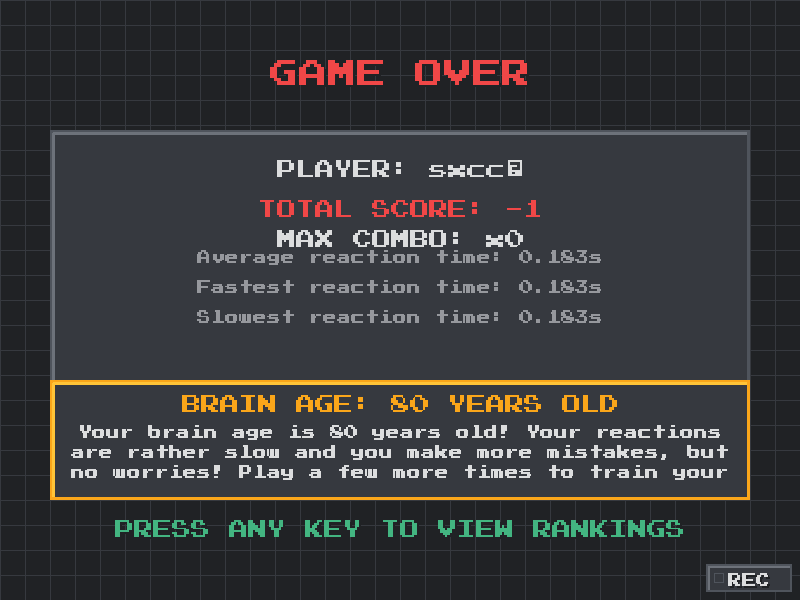 GAME OVER
PLAYER: sxcc
TOTAL SCORE: -1
MAX COMBO: x0
Average reaction time: 0.183s
Fastest reaction time: 0.183s
Slowest reaction time: 0.183s
BRAIN AGE: 80 YEARS OLD
Your brain age is 80 years old! Your reactions
are rather slow and you make more mistakes, but
no worries! Play a few more times to train your
PRESS ANY KEY TO VIEW RANKINGS
REC